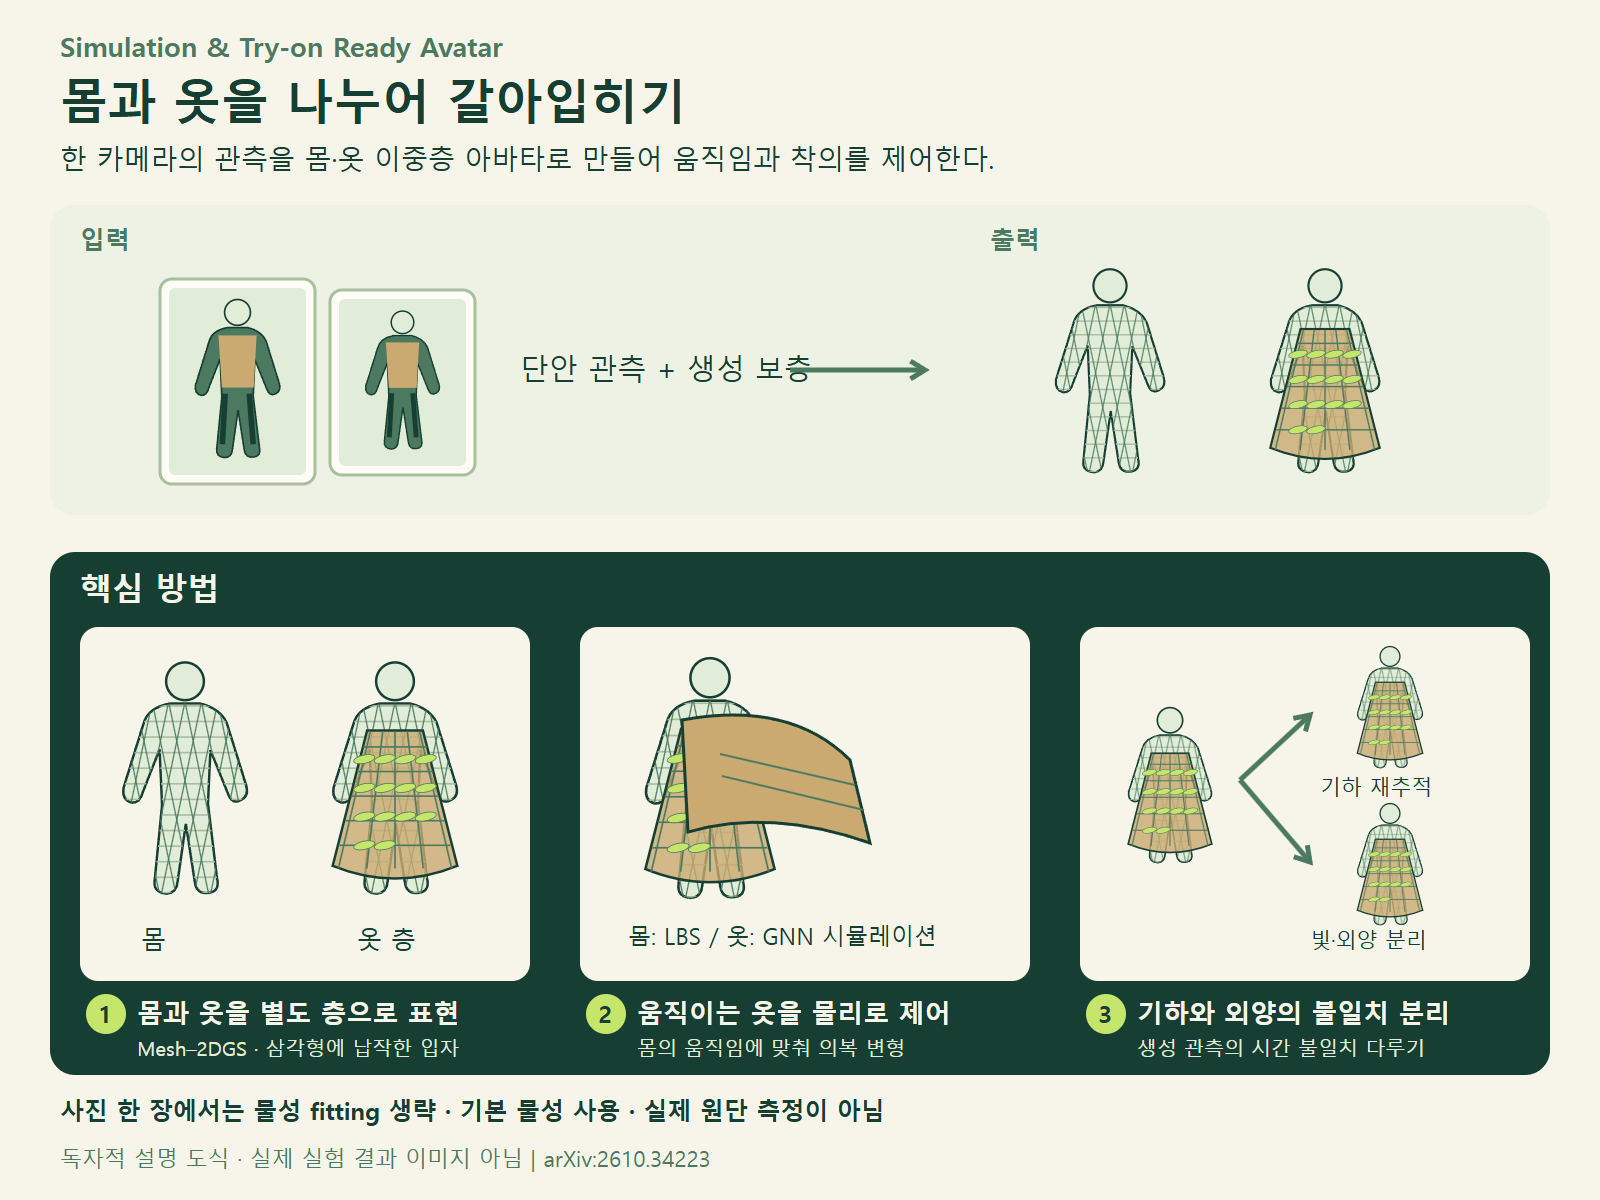 Simulation & Try-on Ready Avatar
몸과 옷을 나누어 갈아입히기
한 카메라의 관측을 몸·옷 이중층 아바타로 만들어 움직임과 착의를 제어한다.
입력
출력
단안 관측 + 생성 보충
핵심 방법
기하 재추적
몸
옷 층
몸: LBS / 옷: GNN 시뮬레이션
빛·외양 분리
1 몸과 옷을 별도 층으로 표현
Mesh–2DGS · 삼각형에 납작한 입자
2 움직이는 옷을 물리로 제어
몸의 움직임에 맞춰 의복 변형
3 기하와 외양의 불일치 분리
생성 관측의 시간 불일치 다루기
사진 한 장에서는 물성 fitting 생략 · 기본 물성 사용 · 실제 원단 측정이 아님
독자적 설명 도식 · 실제 실험 결과 이미지 아님 | arXiv:2610.34223